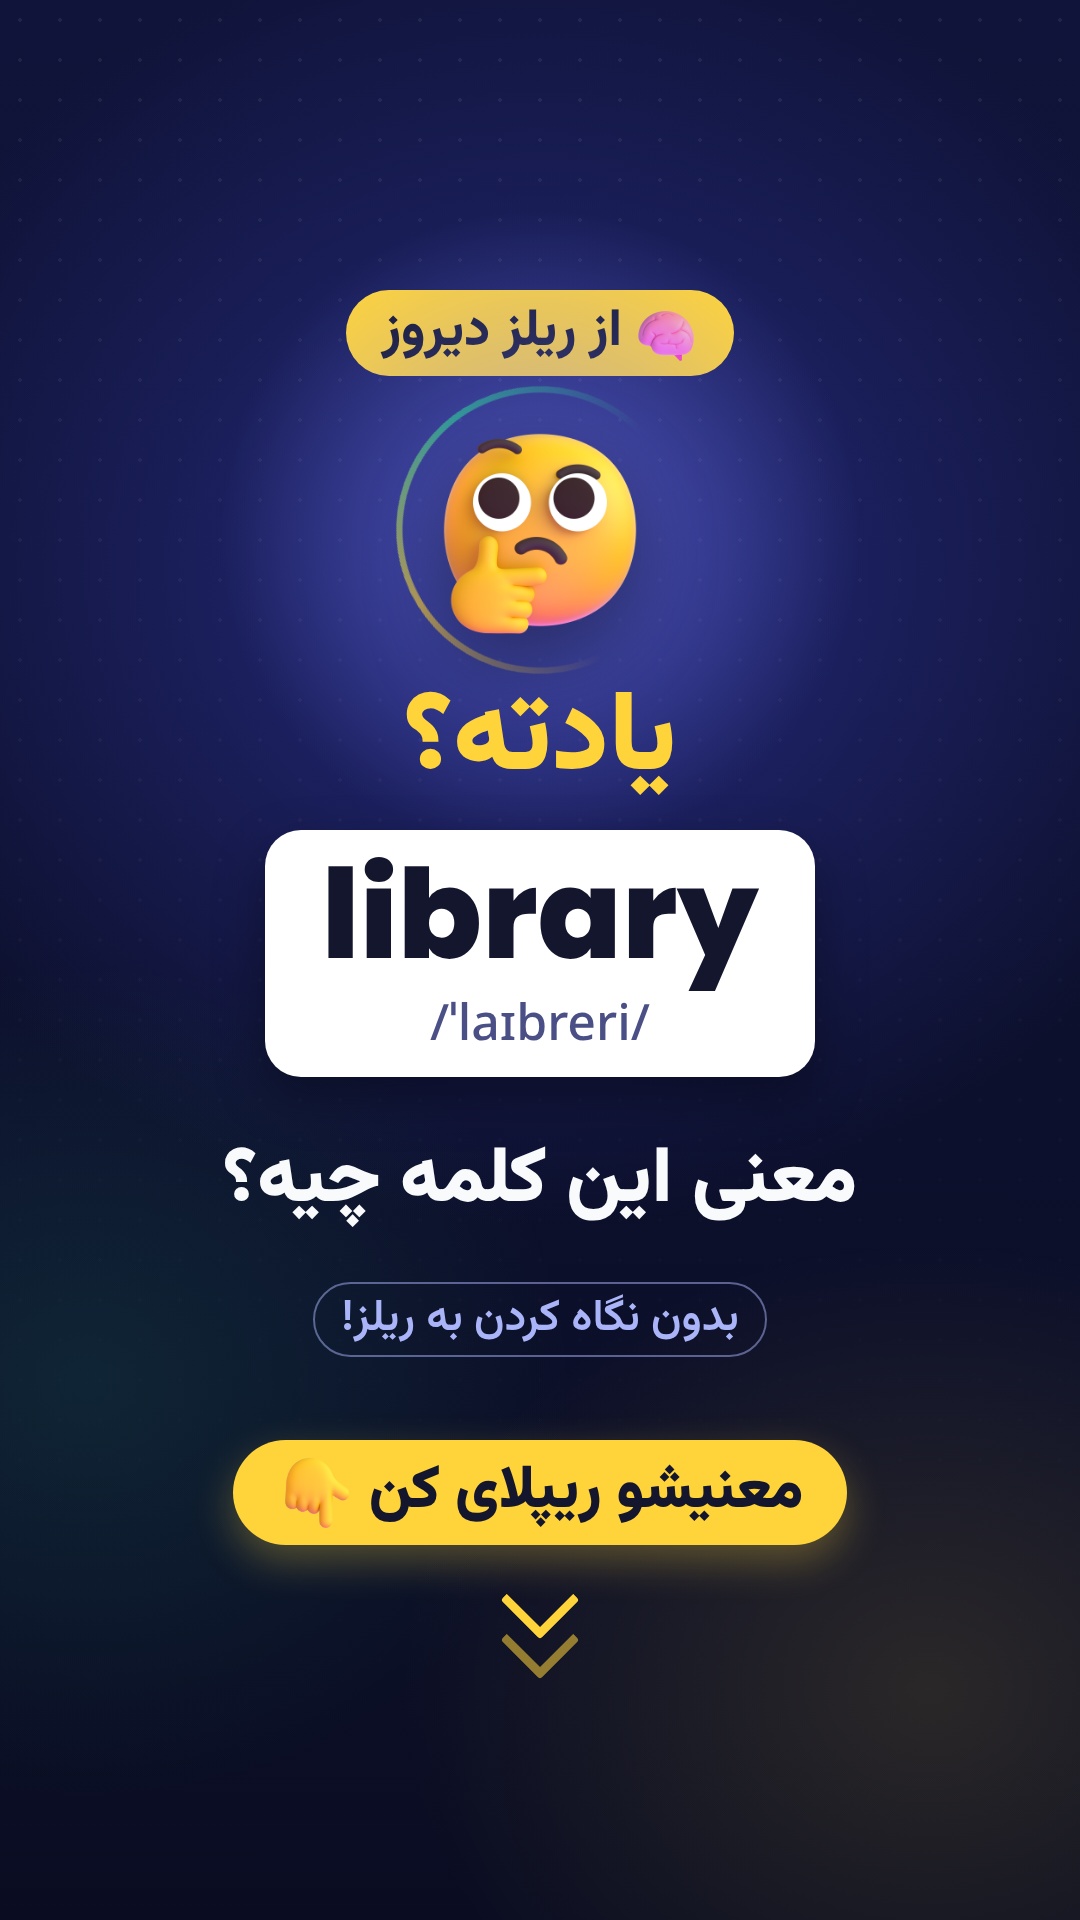 🧠 از ریلز دیروز
یادته؟
library
/ˈlaɪbreri/
معنی این کلمه چیه؟
بدون نگاه کردن به ریلز!
معنیشو ریپلای کن 👇